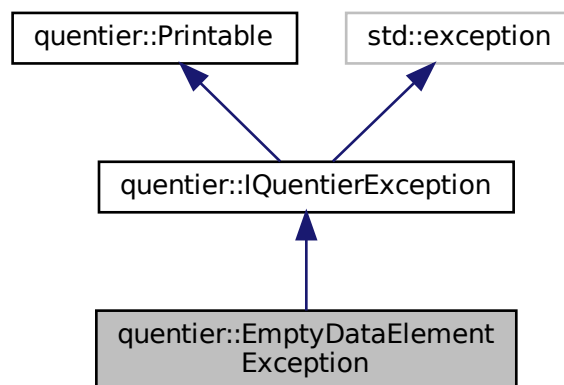 quentier::Printable
std::exception
quentier::IQuentierException
quentier::EmptyDataElement
Exception